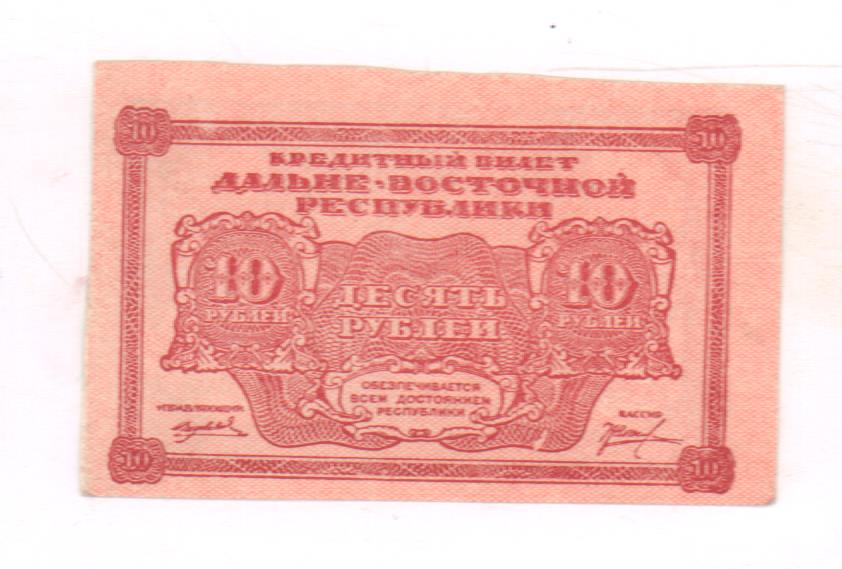 10 10
КРЕДИТНЫЙ БИЛЕТ
ДАЛЬНЕ-ВОСТОЧНОЙ
РЕСПУБЛИКИ
10
РУБЛЕЙ
ДЕСЯТЬ
РУБЛЕЙ
10
РУБЛЕЙ
ОБЕЗПЕЧИВАЕТСЯ
ВСЕМ ДОСТОЯНИЕМ
РЕСПУБЛИКИ
УПРАВЛЯЮЩИЙ
КАССИР
10 10